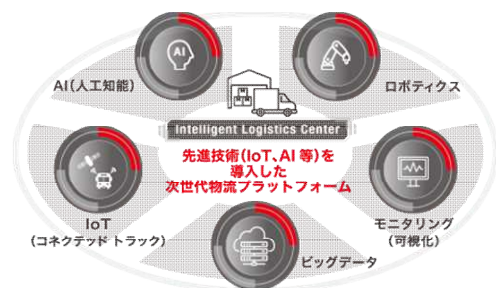 AI
AI(人工知能)
ロボティクス
Intelligent Logistics Center
先進技術(IoT、AI 等)を
導入した
次世代物流プラットフォーム
IoT
(コネクテッド トラック)
モニタリング
(可視化)
ビッグデータ